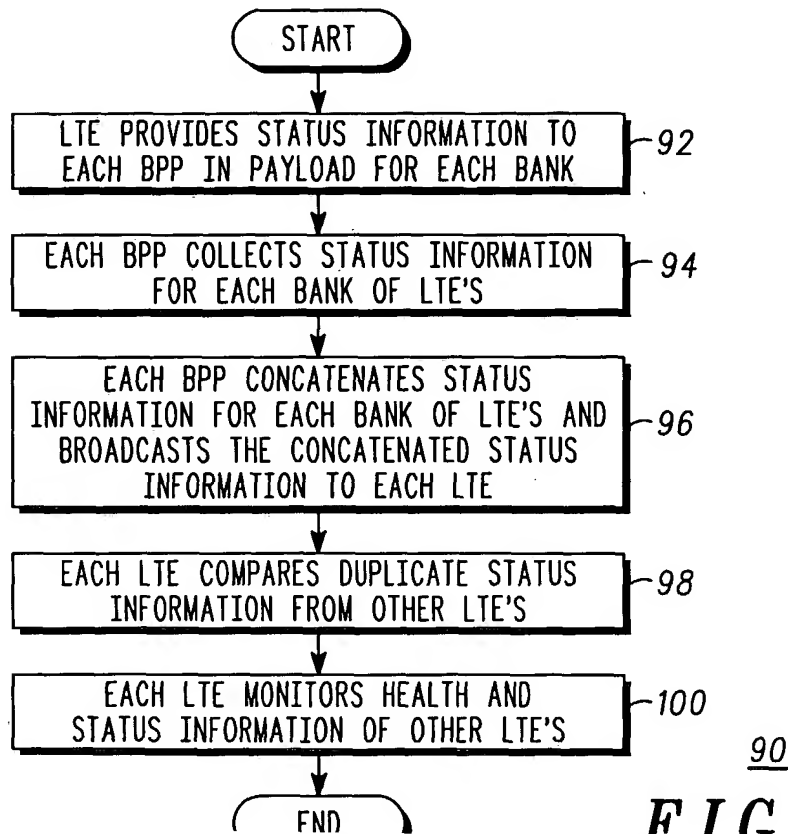 START
LTE PROVIDES STATUS INFORMATION TO
EACH BPP IN PAYLOAD FOR EACH BANK
92
EACH BPP COLLECTS STATUS INFORMATION
FOR EACH BANK OF LTE'S
94
EACH BPP CONCATENATES STATUS
INFORMATION FOR EACH BANK OF LTE'S AND
BROADCASTS THE CONCATENATED STATUS
INFORMATION TO EACH LTE
96
EACH LTE COMPARES DUPLICATE STATUS
INFORMATION FROM OTHER LTE'S
98
EACH LTE MONITORS HEALTH AND
STATUS INFORMATION OF OTHER LTE'S
100
90
END
FIG